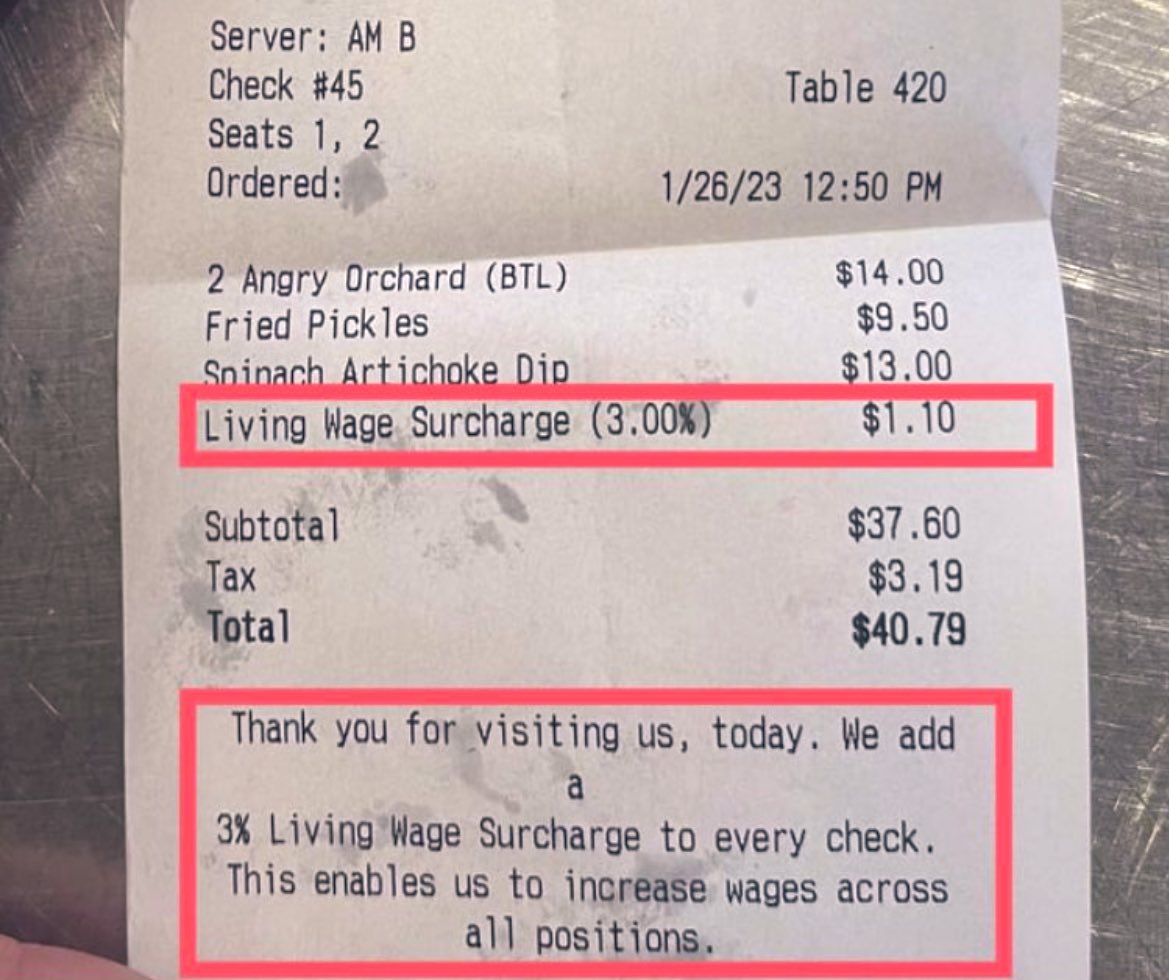 Server: AM B
Check #45 Table 420
Seats 1, 2
Ordered: 1/26/23 12:50 PM
2 Angry Orchard (BTL) $14.00
Fried Pickles $9.50
Spinach Artichoke Dip $13.00
Living Wage Surcharge (3.00%) $1.10
Subtotal $37.60
Tax $3.19
Total $40.79
Thank you for visiting us, today. We add
a
3% Living Wage Surcharge to every check.
This enables us to increase wages across
all positions.